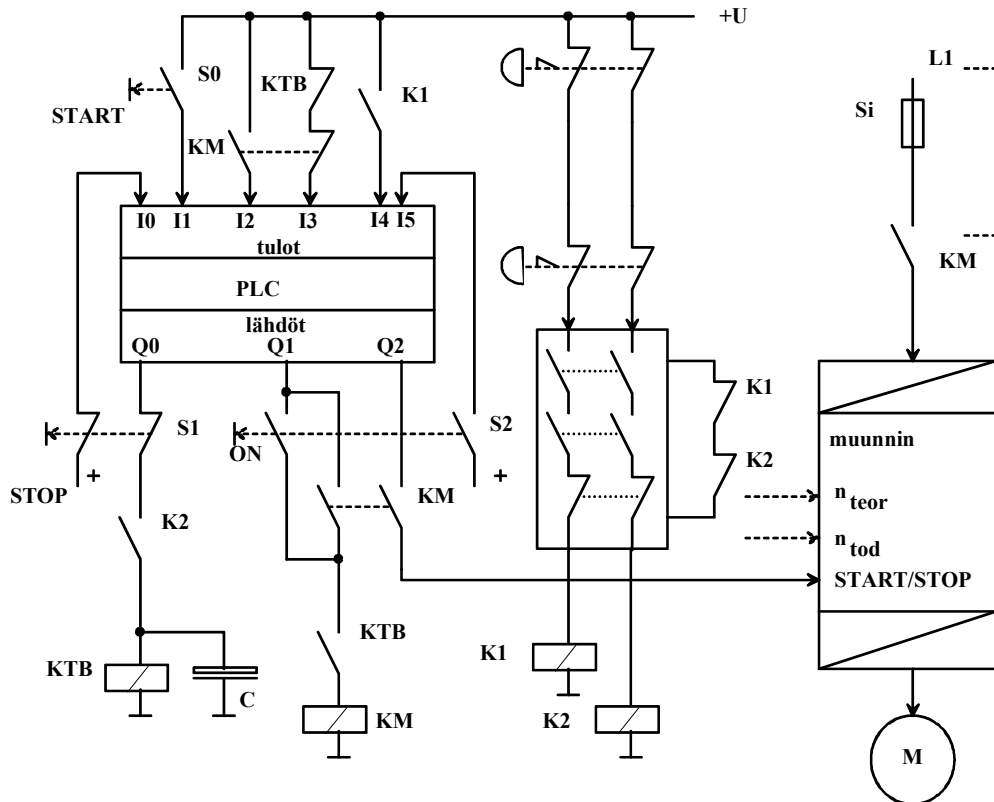 +U
S0
KTB
K1
L1
START
Si
KM
I0 I1 I2 I3 I4 I5
tulot
KM
PLC
lähdöt
Q0 Q1 Q2
K1
S1
ON
S2
muunnin
STOP
+
+
K2
K2
KM
n teor
n tod
START/STOP
KTB
K1
KTB
C
KM
K2
M